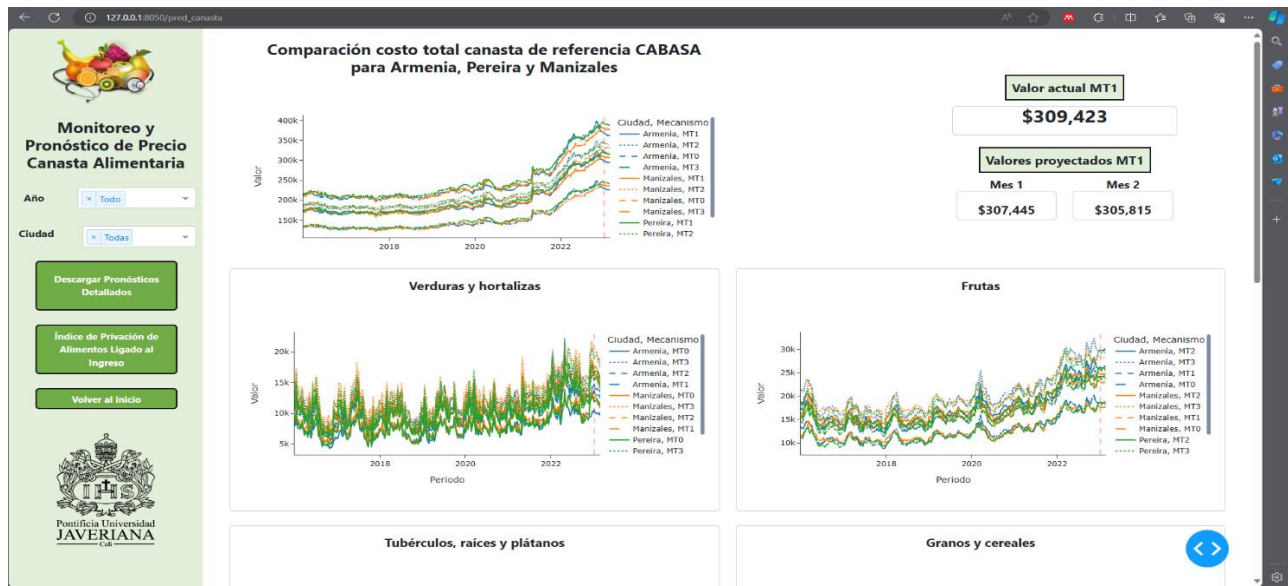 127.0.0.1:8050/pred_canasta
Monitoreo y
Pronóstico de Precio
Canasta Alimentaria
Año
× Todo
Ciudad
× Todas
Descargar Pronósticos
Detallados
Índice de Privación de
Alimentos Ligado al
Ingreso
Volver al inicio
IHS
Pontificia Universidad
JAVERIANA
Cali
Comparación costo total canasta de referencia CABASA
para Armenia, Pereira y Manizales
Valor
400k
350k
300k
250k
200k
150k
2018
2020
2022
Ciudad, Mecanismo
Armenia, MT1
Armenia, MT2
Armenia, MT0
Armenia, MT3
Manizales, MT1
Manizales, MT2
Manizales, MT0
Manizales, MT3
Pereira, MT1
Pereira, MT2
Valor actual MT1
$309,423
Valores proyectados MT1
Mes 1
Mes 2
$307,445
$305,815
Verduras y hortalizas
Valor
20k
15k
10k
5k
2018
2020
2022
Periodo
Ciudad, Mecanismo
Armenia, MT0
Armenia, MT3
Armenia, MT2
Armenia, MT1
Manizales, MT0
Manizales, MT3
Manizales, MT2
Manizales, MT1
Pereira, MT0
Pereira, MT3
Frutas
Valor
30k
25k
20k
15k
10k
2018
2020
2022
Periodo
Ciudad, Mecanismo
Armenia, MT2
Armenia, MT3
Armenia, MT1
Armenia, MT0
Manizales, MT2
Manizales, MT3
Manizales, MT1
Manizales, MT0
Pereira, MT2
Pereira, MT3
Tubérculos, raíces y plátanos
Granos y cereales